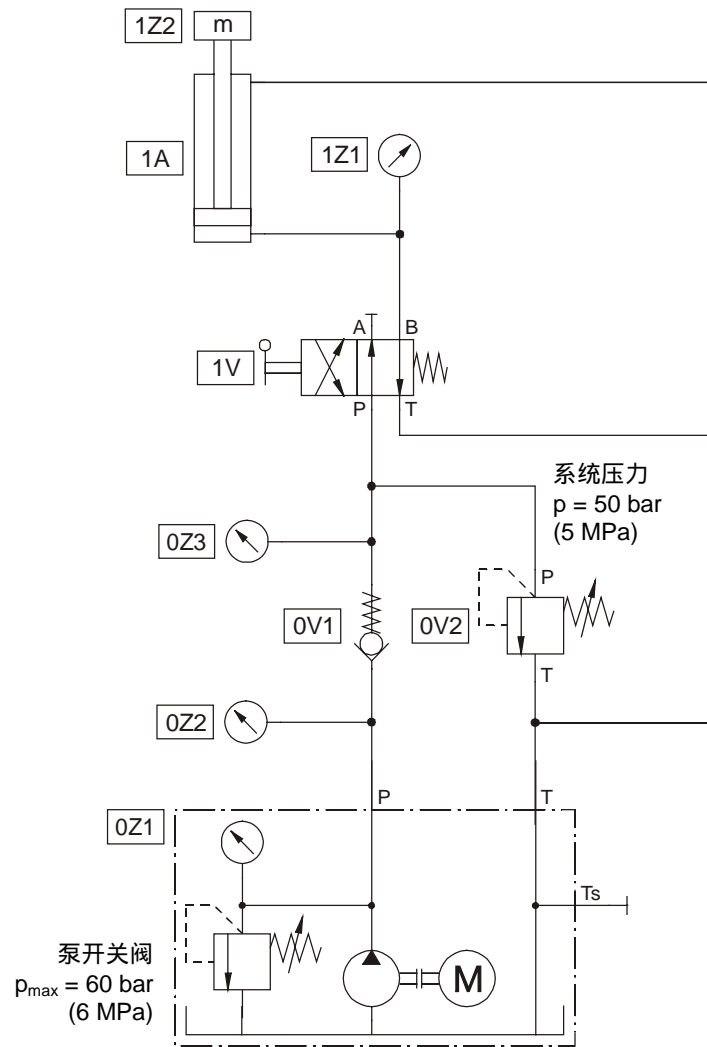 1Z2
m
1A
1Z1
A
B
1V
P
T
系统压力
p = 50 bar
(5 MPa)
0Z3
P
0V1
0V2
T
0Z2
P
T
0Z1
Ts
泵开关阀
pmax = 60 bar
(6 MPa)
M